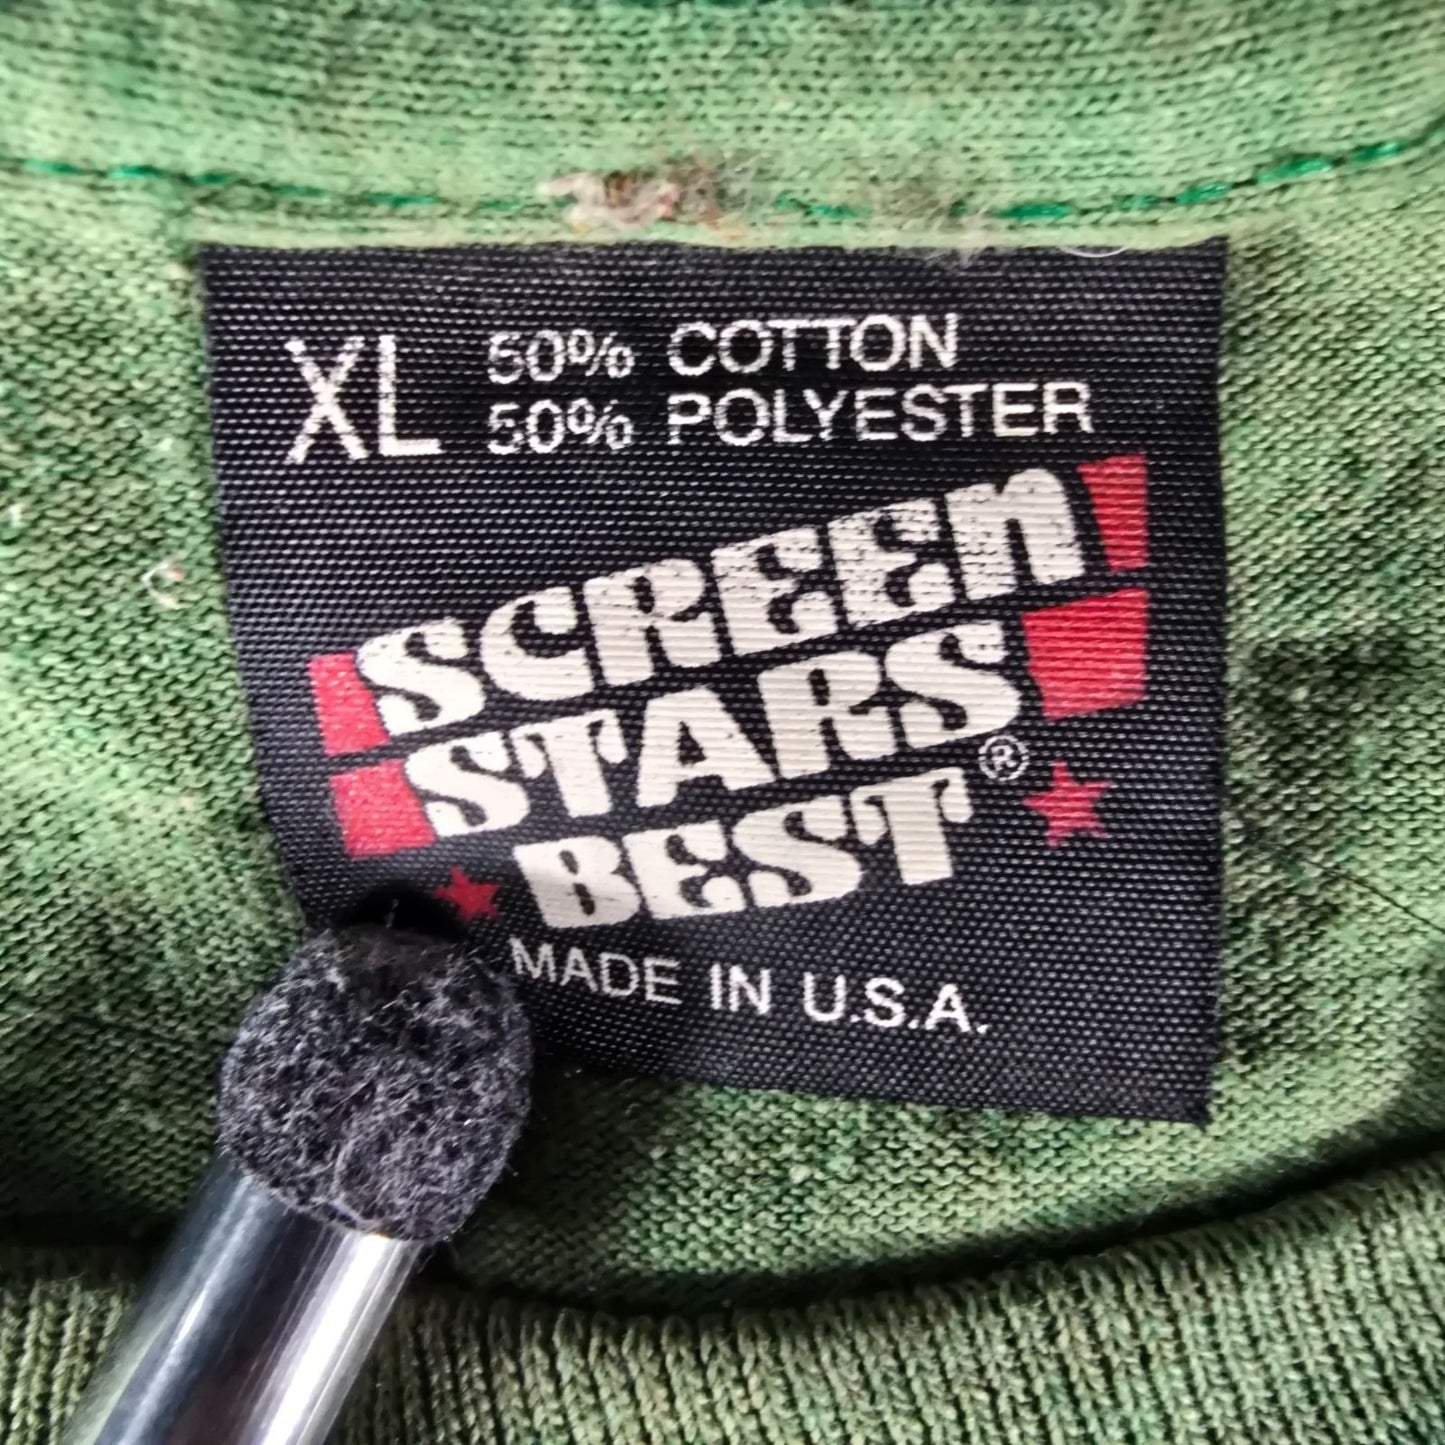 XL 50% COTTON
50% POLYESTER
SCREEN
STARS
BEST®
MADE IN U.S.A.